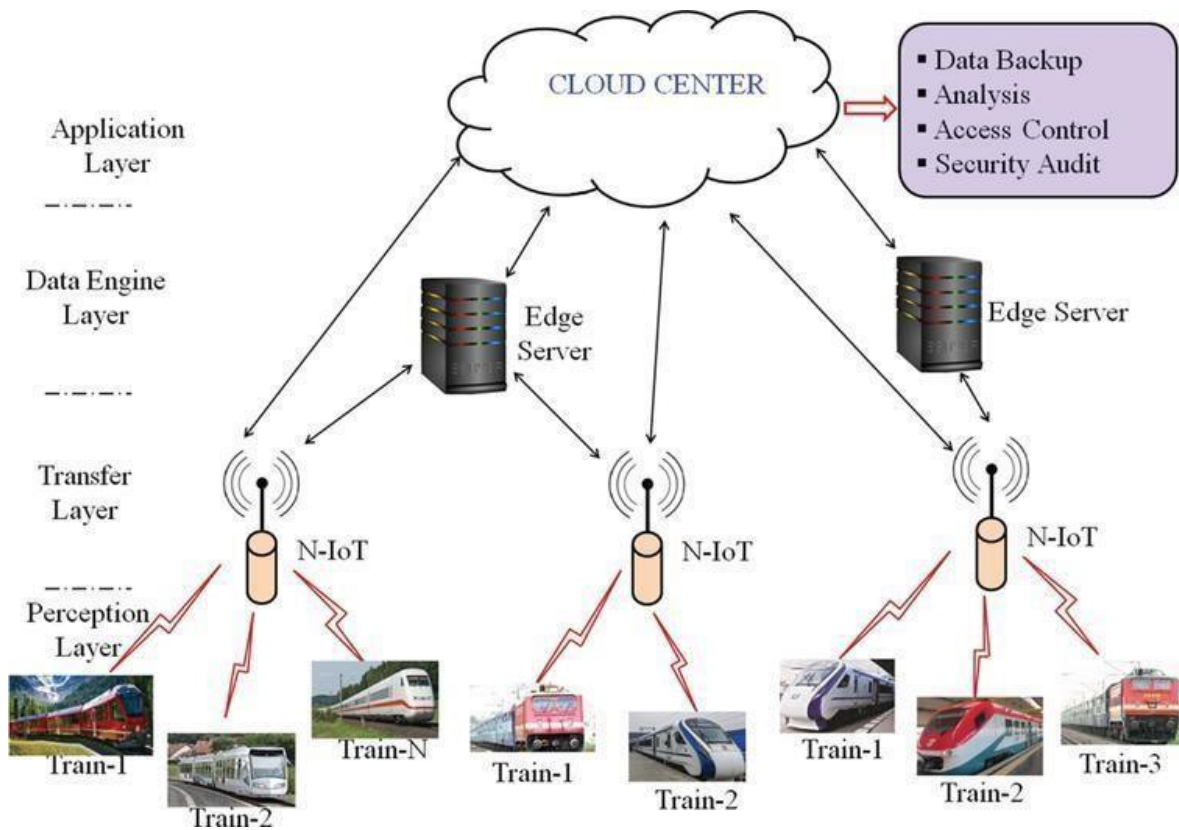 CLOUD CENTER
▪ Data Backup
▪ Analysis
▪ Access Control
▪ Security Audit
Application
Layer
Data Engine
Layer
Edge
Server
Edge Server
Transfer
Layer
N-IoT
N-IoT
N-IoT
Perception
Layer
Train-1
Train-2
Train-N
Train-1
Train-2
Train-1
Train-2
Train-3